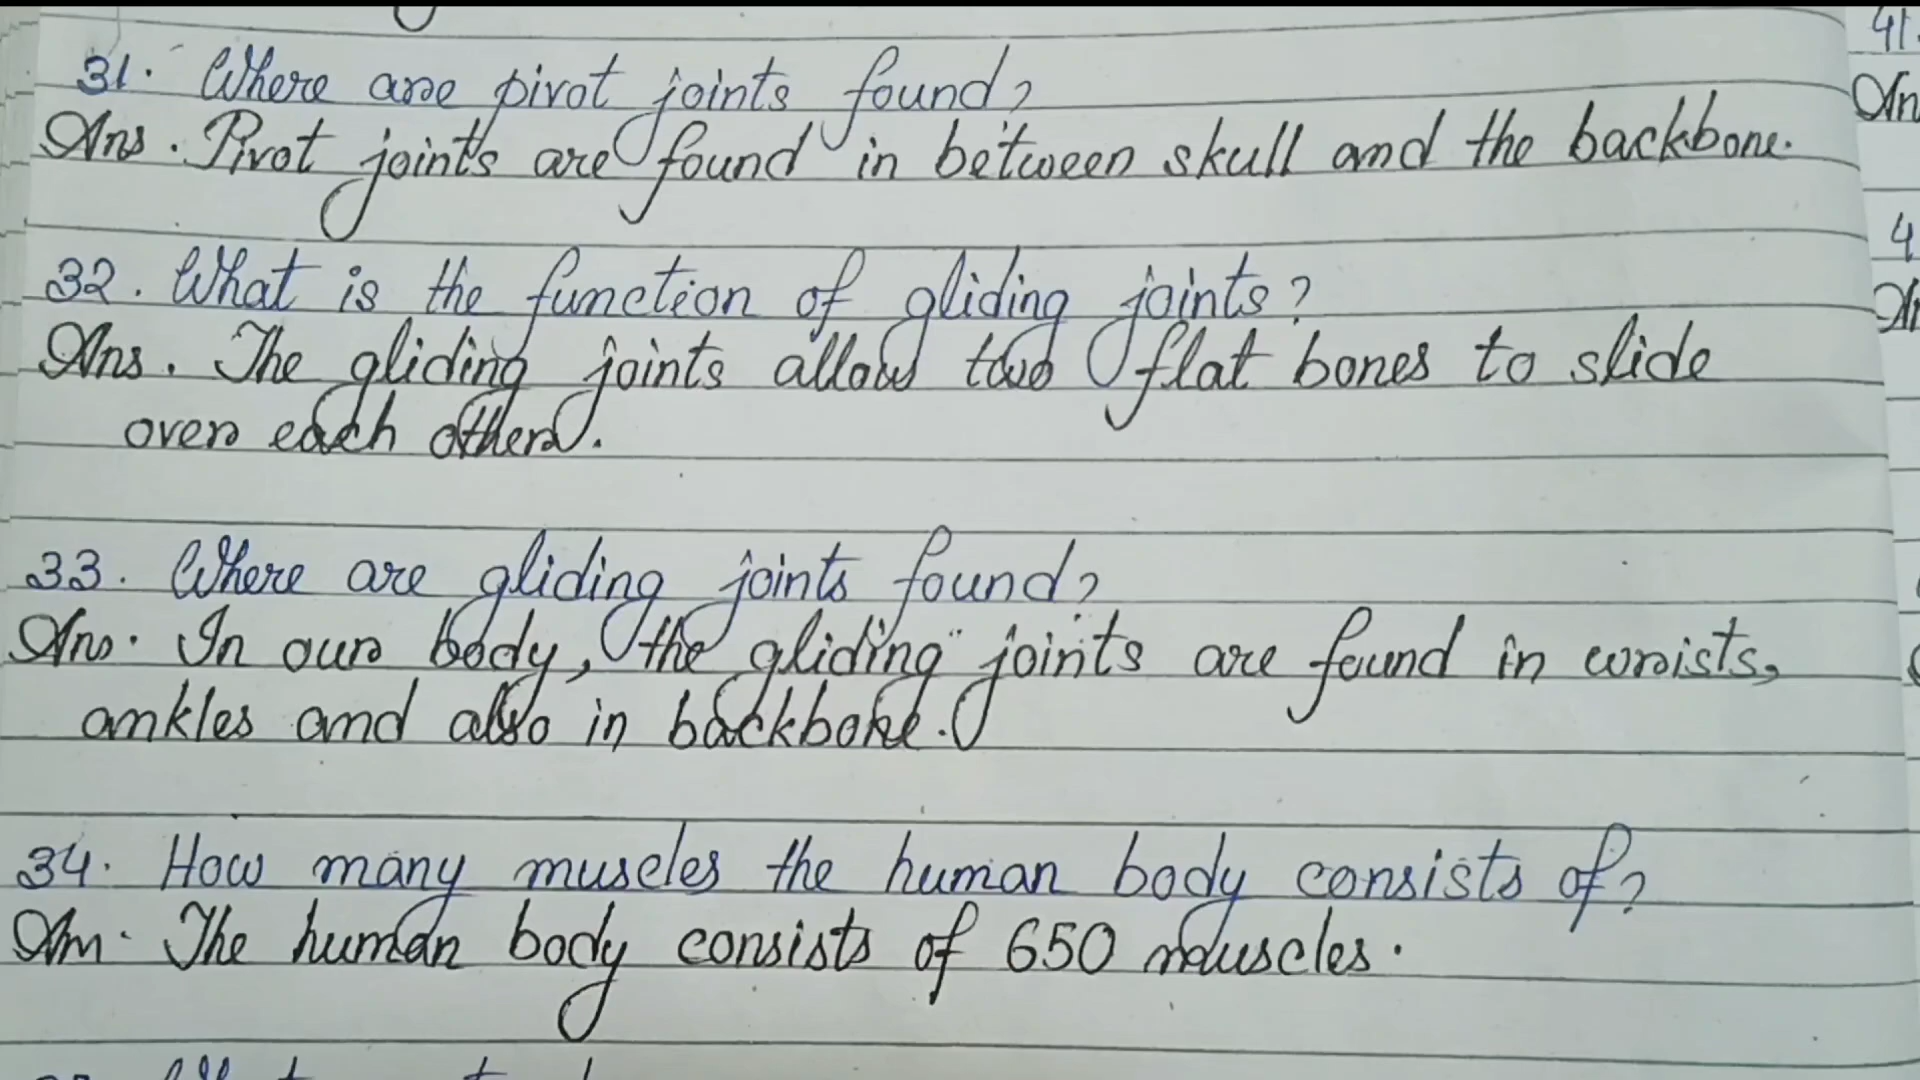 31. Where are pivot joints found?
Ans. Pivot joints are found in between skull and the backbone.
32. What is the function of gliding joints?
Ans. The gliding joints allow two flat bones to slide
over each other.
33. Where are gliding joints found?
Ans. In our body, the gliding joints are found in wrists,
ankles and also in backbone.
34. How many muscles the human body consists of?
Ans. The human body consists of 650 muscles.
41.
An
4